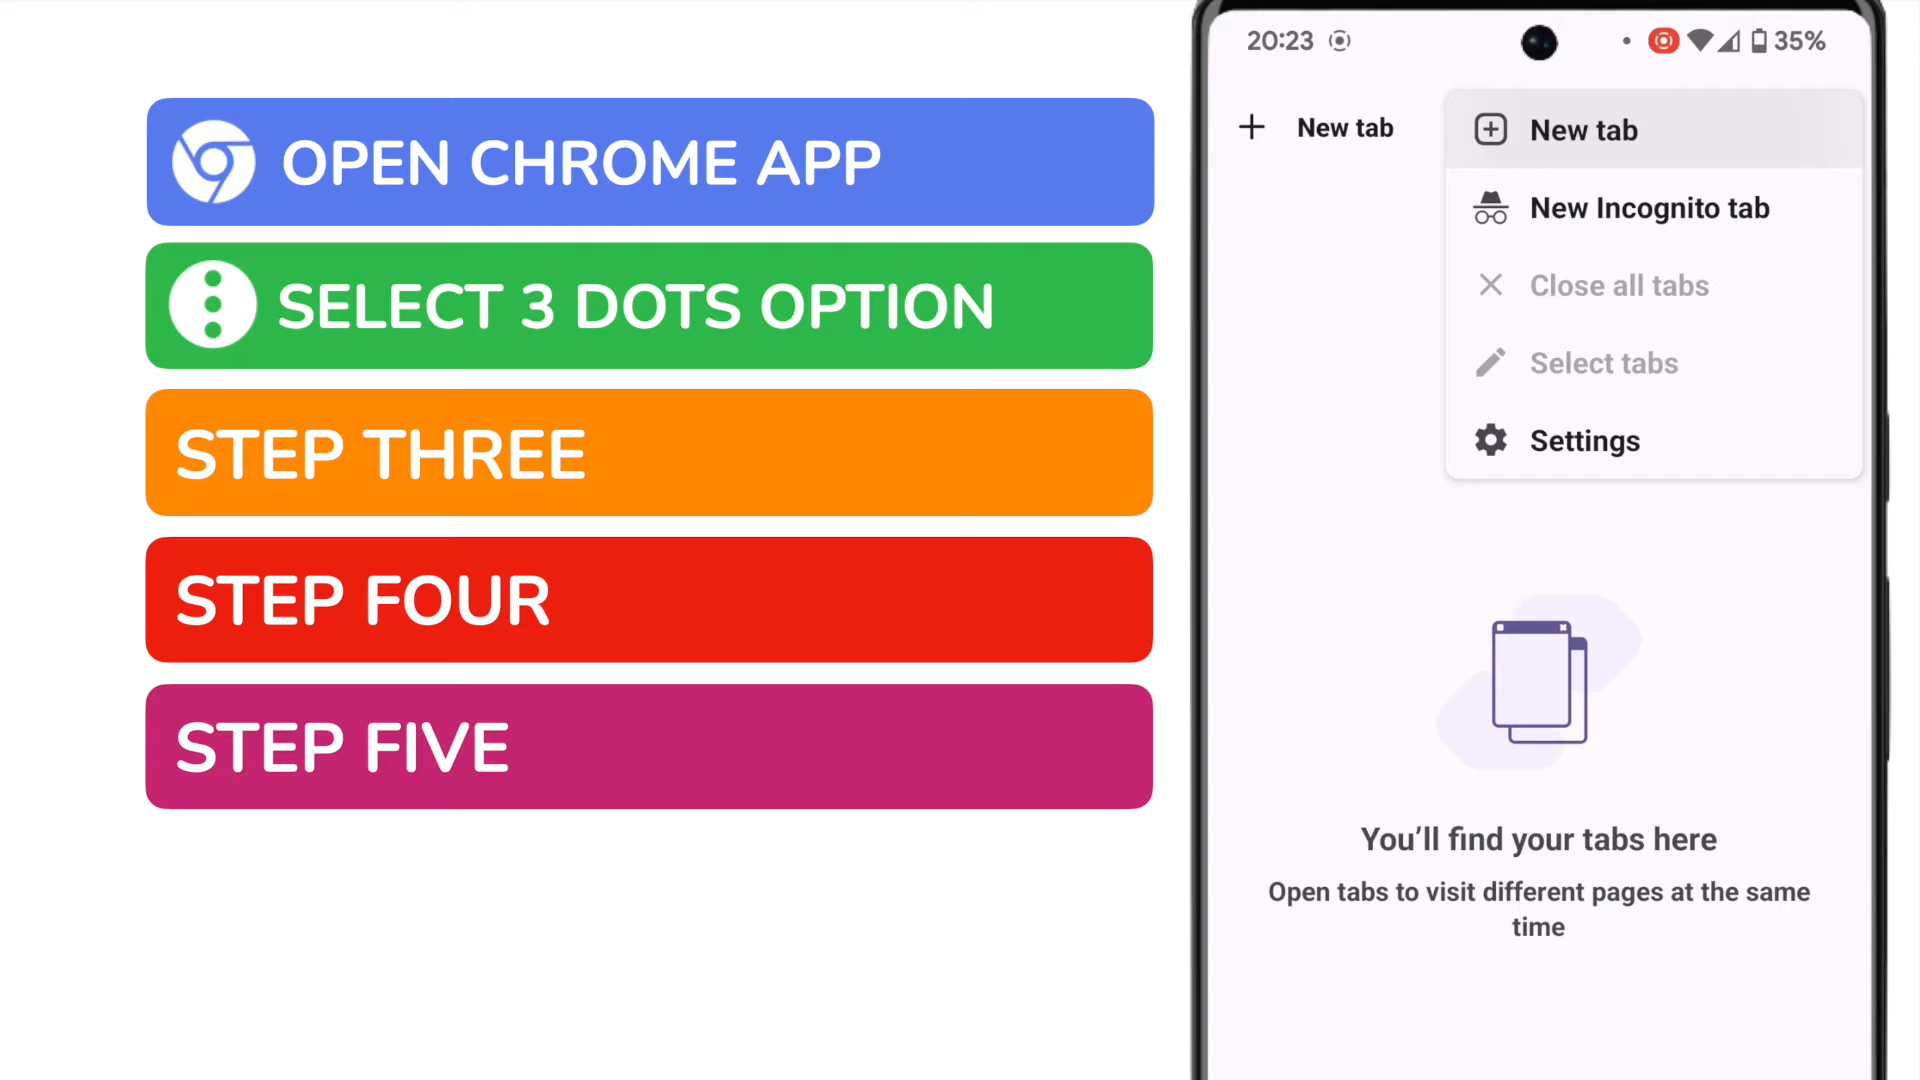 OPEN CHROME APP
SELECT 3 DOTS OPTION
STEP THREE
STEP FOUR
STEP FIVE
20:23
35%
New tab
New tab
New Incognito tab
Close all tabs
Select tabs
Settings
You’ll find your tabs here
Open tabs to visit different pages at the same
time